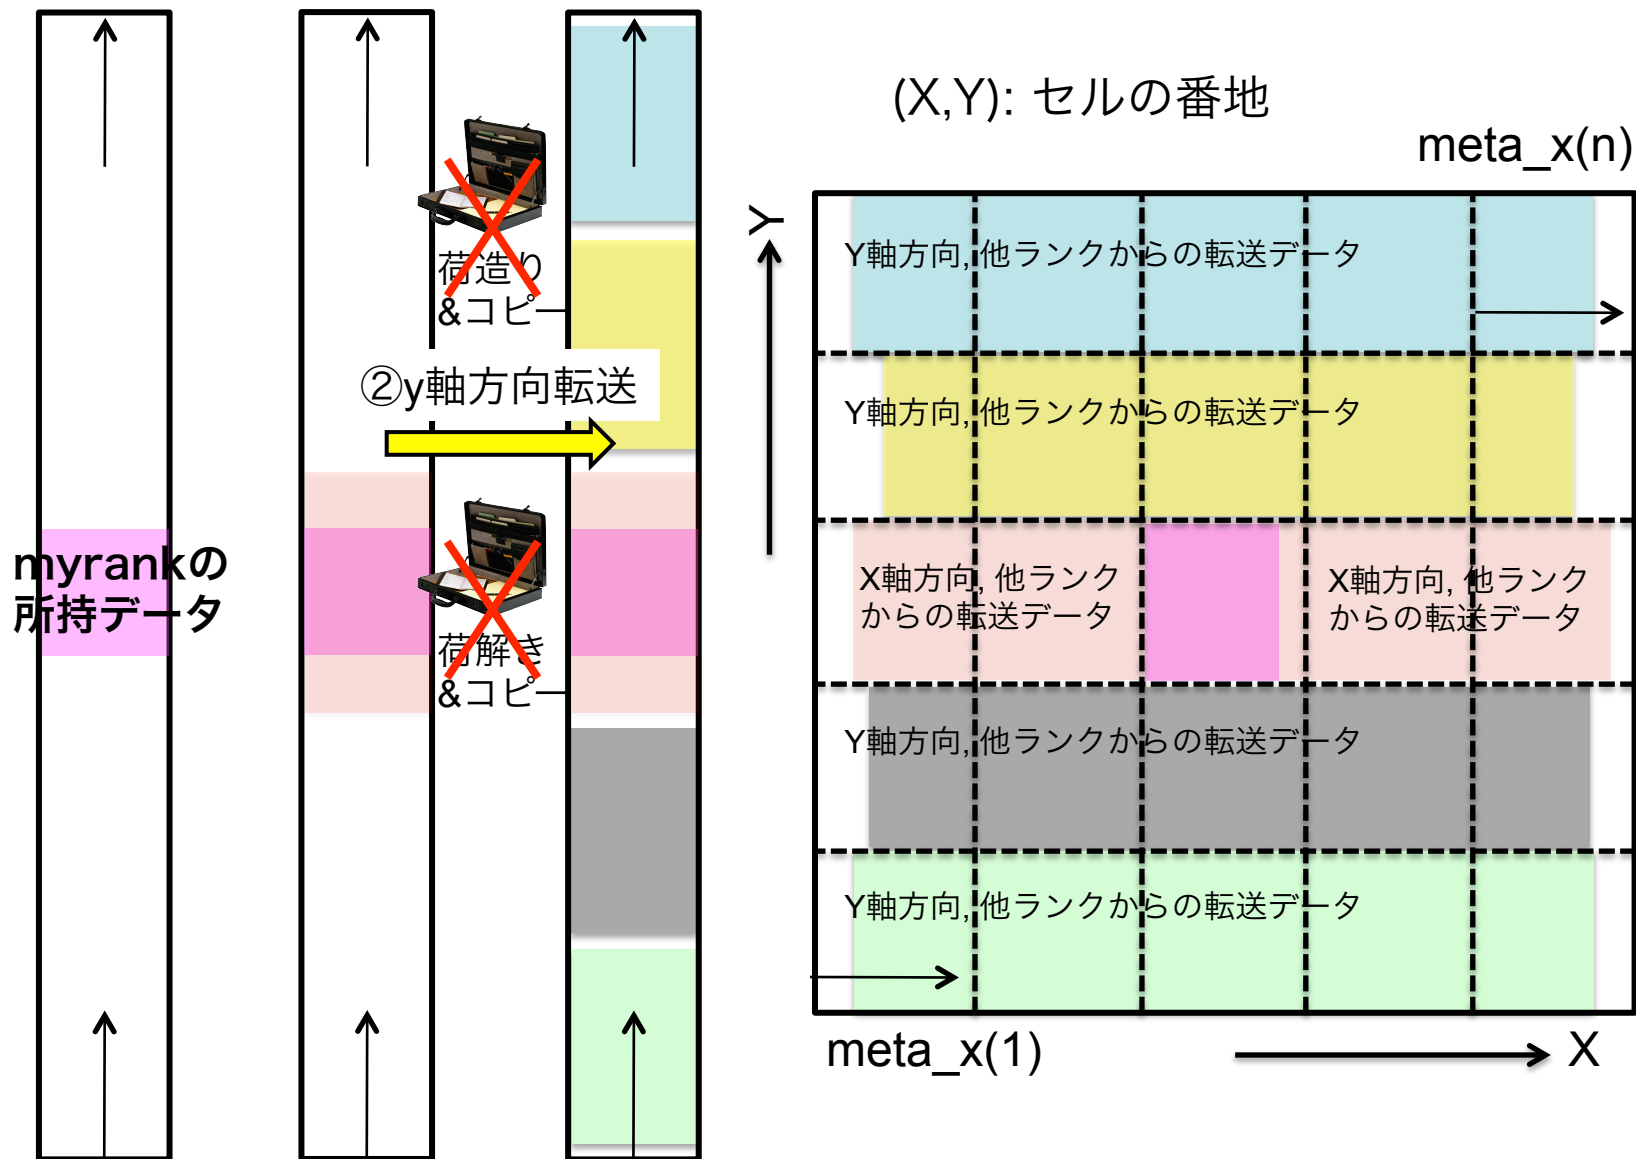 (X,Y): セルの番地
meta_x(n)
Y
荷造り
&コピー
②y軸方向転送
myrankの
所持データ
荷解き
&コピー
Y軸方向, 他ランクからの転送データ
Y軸方向, 他ランクからの転送データ
X軸方向, 他ランク
からの転送データ
X軸方向, 他ランク
からの転送データ
Y軸方向, 他ランクからの転送データ
Y軸方向, 他ランクからの転送データ
meta_x(1)
X